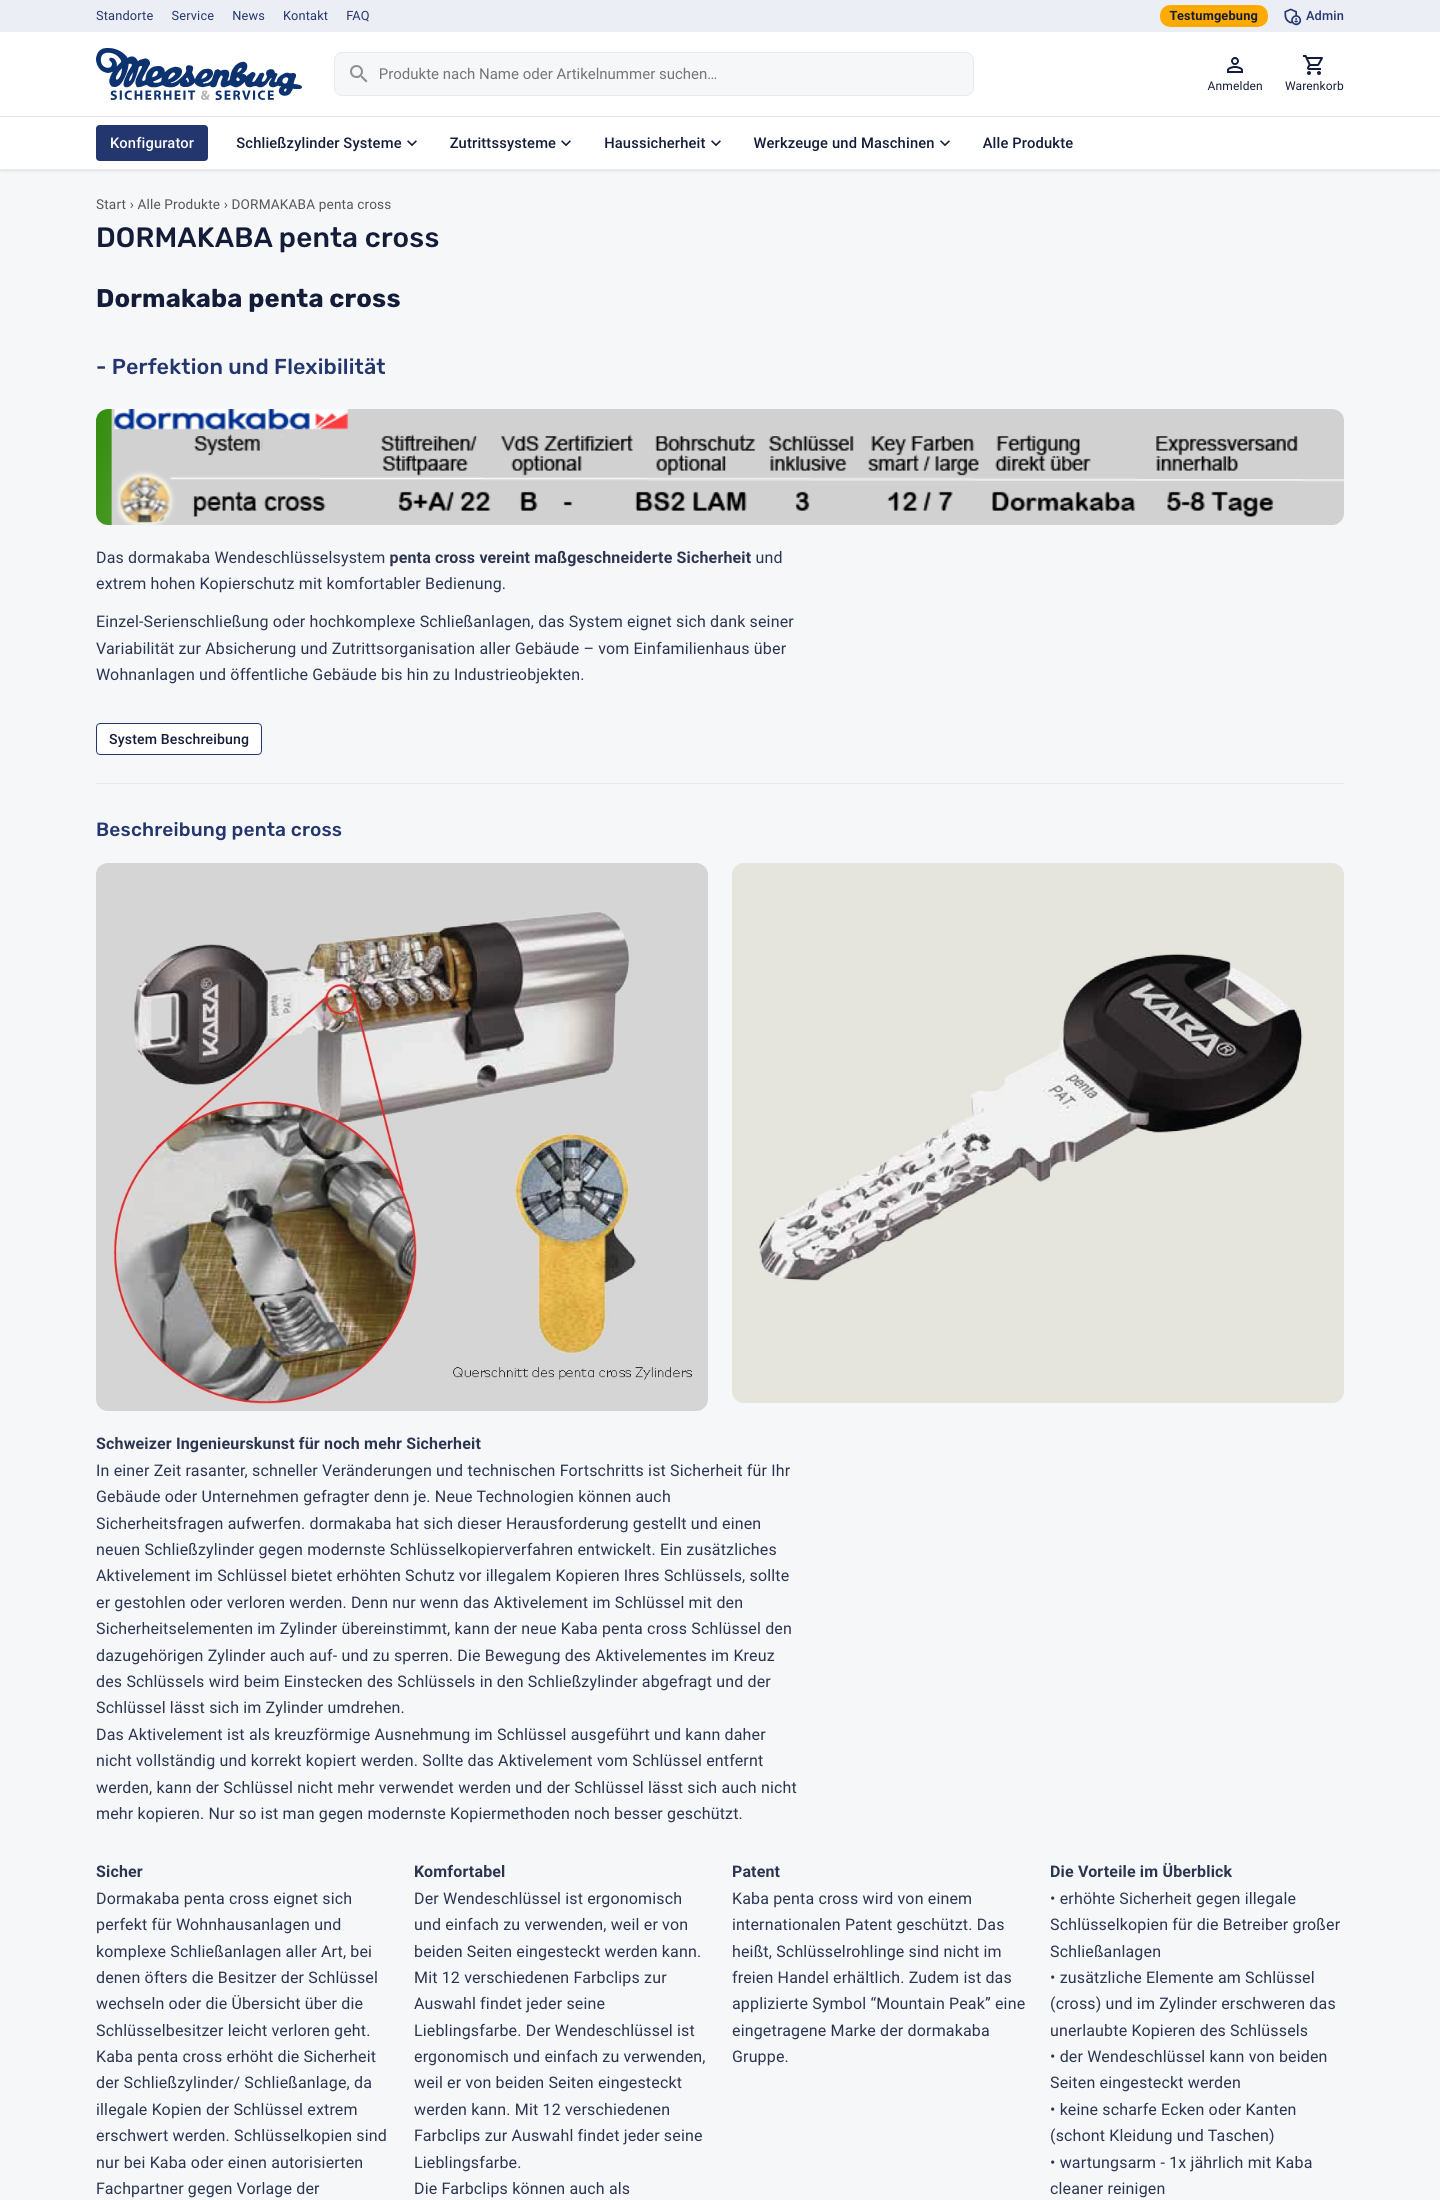 Standorte Service News Kontakt FAQ Testumgebung Admin
Meesenburg
SICHERHEIT & SERVICE
Produkte nach Name oder Artikelnummer suchen...
Anmelden Warenkorb
Konfigurator Schließzylinder Systeme Zutrittssysteme Haussicherheit Werkzeuge und Maschinen Alle Produkte
Start › Alle Produkte › DORMAKABA penta cross
DORMAKABA penta cross
Dormakaba penta cross
- Perfektion und Flexibilität
dormakaba
System Stiftreihen/ VdS Zertifiziert Bohrschutz Schlüssel Key Farben Fertigung Expressversand
Stiftpaare optional optional inklusive smart / large direkt über innerhalb
penta cross 5+A/ 22 B - BS2 LAM 3 12 / 7 Dormakaba 5-8 Tage
Das dormakaba Wendeschlüsselsystem penta cross vereint maßgeschneiderte Sicherheit und
extrem hohen Kopierschutz mit komfortabler Bedienung.
Einzel-Serienschließung oder hochkomplexe Schließanlagen, das System eignet sich dank seiner
Variabilität zur Absicherung und Zutrittsorganisation aller Gebäude – vom Einfamilienhaus über
Wohnanlagen und öffentliche Gebäude bis hin zu Industrieobjekten.
System Beschreibung
Beschreibung penta cross
KABA®
penta
PAT.
Querschnitt des penta cross Zylinders
KABA®
penta
PAT.
Schweizer Ingenieurskunst für noch mehr Sicherheit
In einer Zeit rasanter, schneller Veränderungen und technischen Fortschritts ist Sicherheit für Ihr
Gebäude oder Unternehmen gefragter denn je. Neue Technologien können auch
Sicherheitsfragen aufwerfen. dormakaba hat sich dieser Herausforderung gestellt und einen
neuen Schließzylinder gegen modernste Schlüsselkopierverfahren entwickelt. Ein zusätzliches
Aktivelement im Schlüssel bietet erhöhten Schutz vor illegalem Kopieren Ihres Schlüssels, sollte
er gestohlen oder verloren werden. Denn nur wenn das Aktivelement im Schlüssel mit den
Sicherheitselementen im Zylinder übereinstimmt, kann der neue Kaba penta cross Schlüssel den
dazugehörigen Zylinder auch auf- und zu sperren. Die Bewegung des Aktivelementes im Kreuz
des Schlüssels wird beim Einstecken des Schlüssels in den Schließzylinder abgefragt und der
Schlüssel lässt sich im Zylinder umdrehen.
Das Aktivelement ist als kreuzförmige Ausnehmung im Schlüssel ausgeführt und kann daher
nicht vollständig und korrekt kopiert werden. Sollte das Aktivelement vom Schlüssel entfernt
werden, kann der Schlüssel nicht mehr verwendet werden und der Schlüssel lässt sich auch nicht
mehr kopieren. Nur so ist man gegen modernste Kopiermethoden noch besser geschützt.
Sicher
Dormakaba penta cross eignet sich
perfekt für Wohnhausanlagen und
komplexe Schließanlagen aller Art, bei
denen öfters die Besitzer der Schlüssel
wechseln oder die Übersicht über die
Schlüsselbesitzer leicht verloren geht.
Kaba penta cross erhöht die Sicherheit
der Schließzylinder/ Schließanlage, da
illegale Kopien der Schlüssel extrem
erschwert werden. Schlüsselkopien sind
nur bei Kaba oder einen autorisierten
Fachpartner gegen Vorlage der
Komfortabel
Der Wendeschlüssel ist ergonomisch
und einfach zu verwenden, weil er von
beiden Seiten eingesteckt werden kann.
Mit 12 verschiedenen Farbclips zur
Auswahl findet jeder seine
Lieblingsfarbe. Der Wendeschlüssel ist
ergonomisch und einfach zu verwenden,
weil er von beiden Seiten eingesteckt
werden kann. Mit 12 verschiedenen
Farbclips zur Auswahl findet jeder seine
Lieblingsfarbe.
Die Farbclips können auch als
Patent
Kaba penta cross wird von einem
internationalen Patent geschützt. Das
heißt, Schlüsselrohlinge sind nicht im
freien Handel erhältlich. Zudem ist das
applizierte Symbol “Mountain Peak” eine
eingetragene Marke der dormakaba
Gruppe.
Die Vorteile im Überblick
• erhöhte Sicherheit gegen illegale
Schlüsselkopien für die Betreiber großer
Schließanlagen
• zusätzliche Elemente am Schlüssel
(cross) und im Zylinder erschweren das
unerlaubte Kopieren des Schlüssels
• der Wendeschlüssel kann von beiden
Seiten eingesteckt werden
• keine scharfe Ecken oder Kanten
(schont Kleidung und Taschen)
• wartungsarm - 1x jährlich mit Kaba
cleaner reinigen